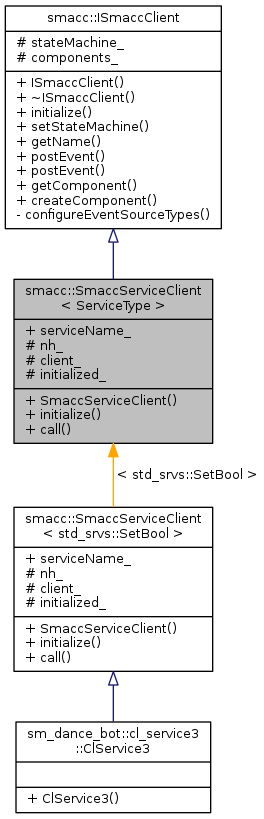 smacc::ISmaccClient
# stateMachine_
# components_
+ ISmaccClient()
+ ~ISmaccClient()
+ initialize()
+ setStateMachine()
+ getName()
+ postEvent()
+ postEvent()
+ getComponent()
+ createComponent()
- configureEventSourceTypes()
smacc::SmaccServiceClient
< ServiceType >
+ serviceName_
# nh_
# client_
# initialized_
+ SmaccServiceClient()
+ initialize()
+ call()
< std_srvs::SetBool >
smacc::SmaccServiceClient
< std_srvs::SetBool >
+ serviceName_
# nh_
# client_
# initialized_
+ SmaccServiceClient()
+ initialize()
+ call()
sm_dance_bot::cl_service3
::ClService3
+ ClService3()